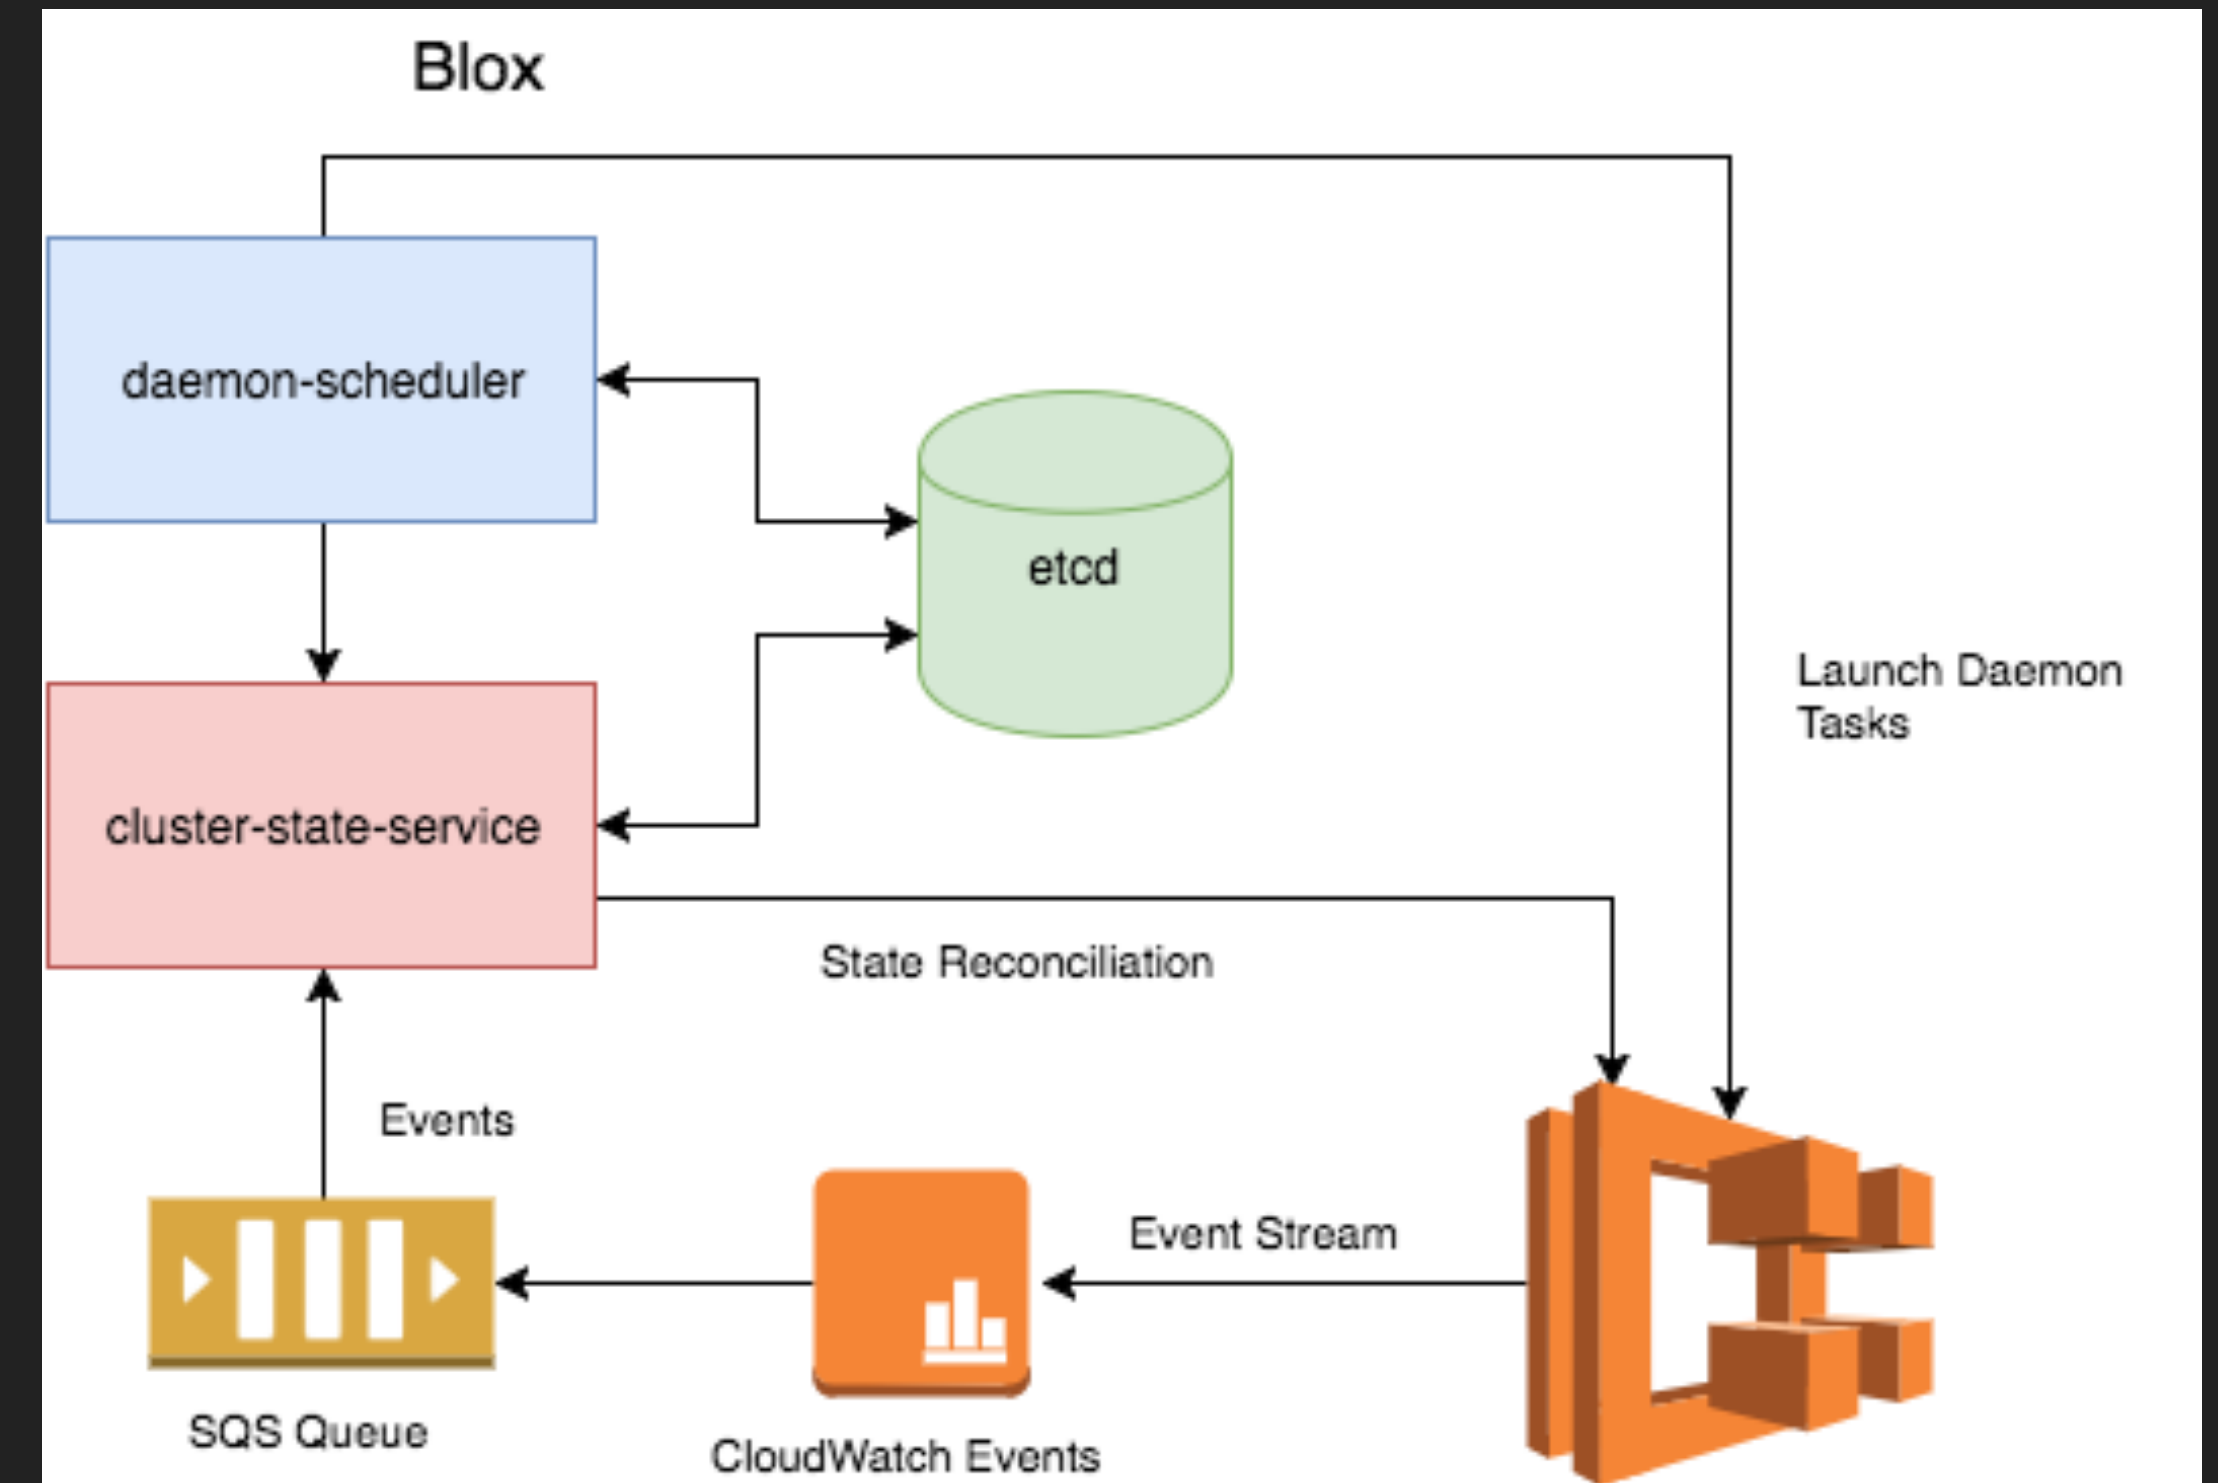 Blox
daemon-scheduler
etcd
Launch Daemon
Tasks
cluster-state-service
State Reconciliation
Events
Event Stream
SQS Queue
CloudWatch Events